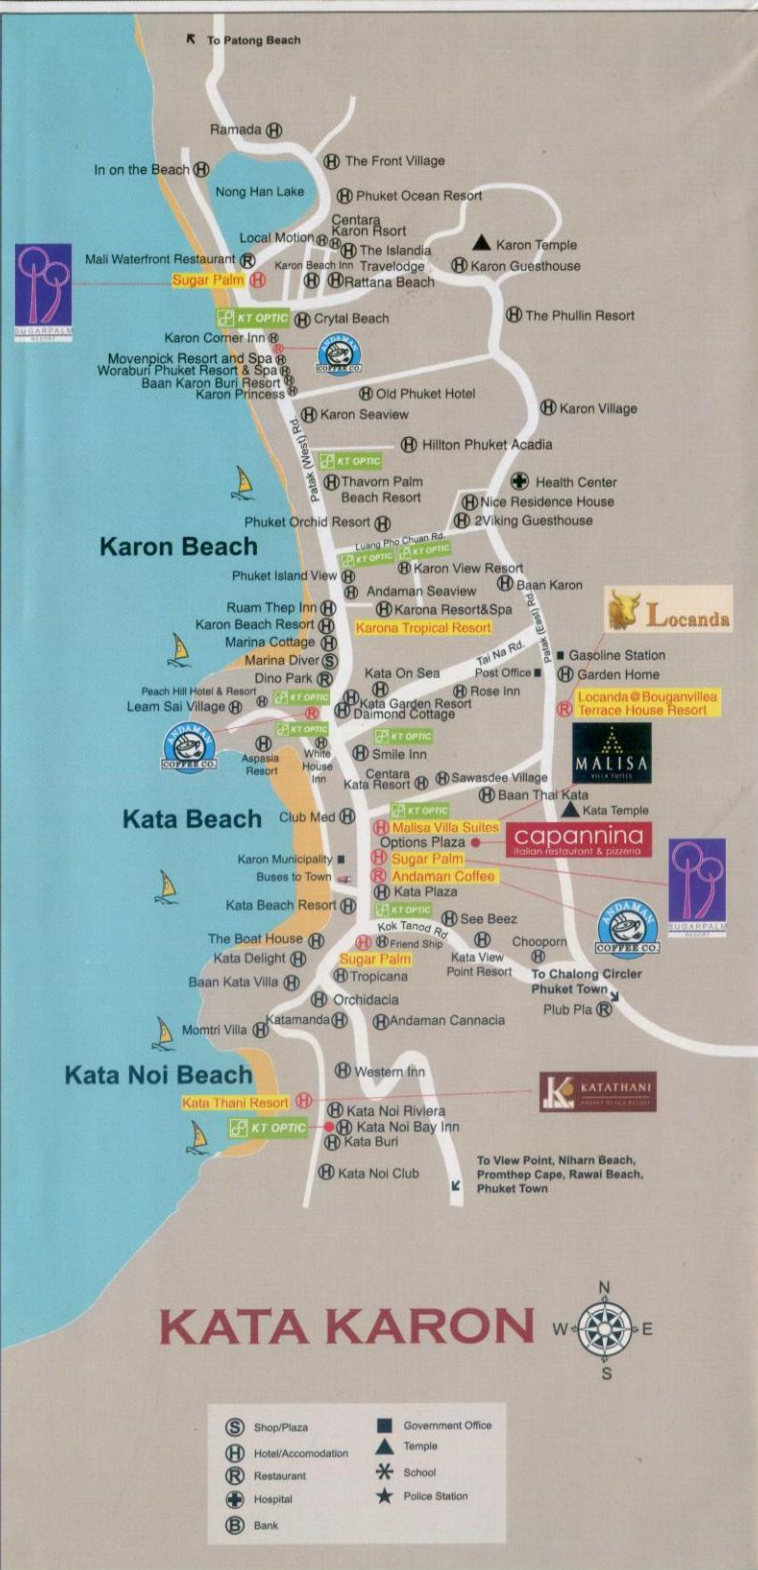 To Patong Beach
Ramada
The Front Village
In on the Beach
Nong Han Lake
Phuket Ocean Resort
Centara
Karon Rsort
Local Motion
The Islandia
Karon Temple
Mali Waterfront Restaurant
Karon Beach Inn
Travelodge
Karon Guesthouse
Sugar Palm
Rattana Beach
SUGARPALM
KT OPTIC
Crytal Beach
The Phullin Resort
Karon Corner Inn
ANDAMAN
COFFEE CO.
Movenpick Resort and Spa
Woraburi Phuket Resort & Spa
Baan Karon Buri Resort
Karon Princess
Old Phuket Hotel
Karon Seaview
Karon Village
Patak (West) Rd.
Hillton Phuket Acadia
KT OPTIC
Thavorn Palm
Beach Resort
Health Center
Nice Residence House
Phuket Orchid Resort
2Viking Guesthouse
Karon Beach
Luang Pho Chuan Rd.
KT OPTIC
KT OPTIC
Karon View Resort
Phuket Island View
Andaman Seaview
Baan Karon
Patak (East) Rd.
Ruam Thep Inn
Karona Resort&Spa
Locanda
Karon Beach Resort
Karona Tropical Resort
Marina Cottage
Tai Na Rd.
Marina Diver
Gasoline Station
Dino Park
Kata On Sea
Post Office
Garden Home
Peach Hill Hotel & Resort
KT OPTIC
Rose Inn
Leam Sai Village
Kata Garden Resort
Daimond Cottage
Locanda@Bouganvillea
Terrace House Resort
ANDAMAN
COFFEE CO.
KT OPTIC
KT OPTIC
Aspasia
Resort
White
House
Inn
Smile Inn
MALISA
VILLA SUITES
Centara
Kata Resort
Sawasdee Village
Baan Thai Kata
Kata Beach
Club Med
KT OPTIC
Kata Temple
Malisa Villa Suites
Options Plaza
capannina
italian restaurant & pizzeria
Karon Municipality
Sugar Palm
Buses to Town
Andaman Coffee
Kata Plaza
SUGARPALM
Kata Beach Resort
KT OPTIC
See Beez
ANDAMAN
COFFEE CO.
Kok Tanod Rd
The Boat House
Friend Ship
Kata View
Point Resort
Chooporn
Kata Delight
Sugar Palm
Tropicana
To Chalong Circler
Phuket Town
Baan Kata Villa
Orchidacia
Plub Pla
Momtri Villa
Katamanda
Andaman Cannacia
Kata Noi Beach
Western Inn
Kata Thani Resort
KATATHANI
Kata Noi Riviera
KT OPTIC
Kata Noi Bay Inn
Kata Buri
Kata Noi Club
To View Point, Niharn Beach,
Promthep Cape, Rawai Beach,
Phuket Town
KATA KARON
N
W
E
S
S Shop/Plaza
Government Office
H Hotel/Accomodation
Temple
R Restaurant
School
Hospital
Police Station
B Bank